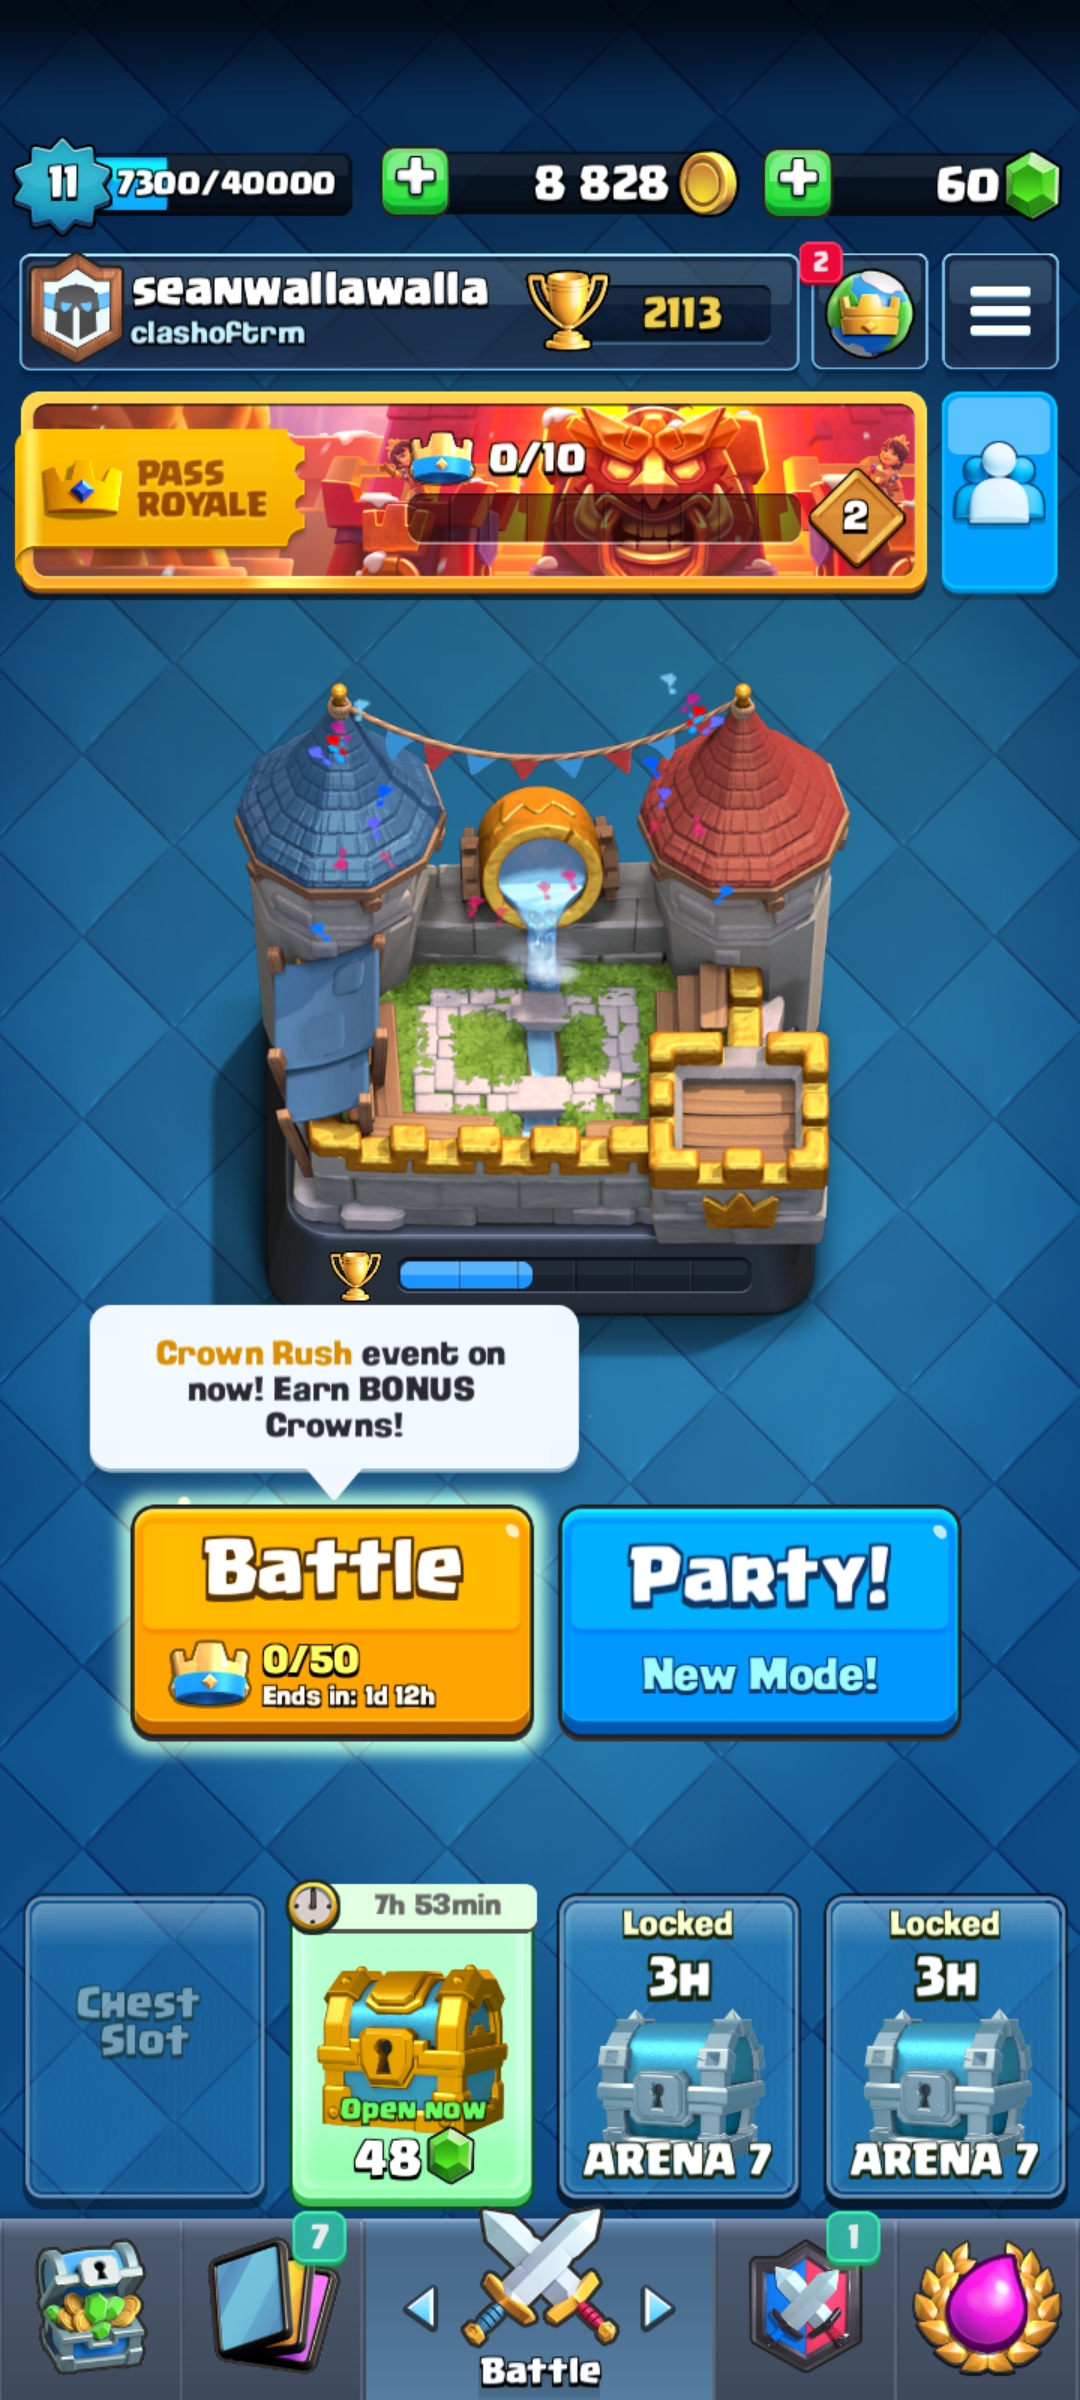 11
7300/40000
8 828
60
seanwallawalla
clashoftrm
2113
2
PASS
ROYALE
0/10
2
Crown Rush event on
now! Earn BONUS
Crowns!
Battle
0/50
Ends in: 1d 12h
Party!
New Mode!
Chest
Slot
7h 53min
Open now
48
Locked
3H
ARENA 7
Locked
3H
ARENA 7
7
1
Battle